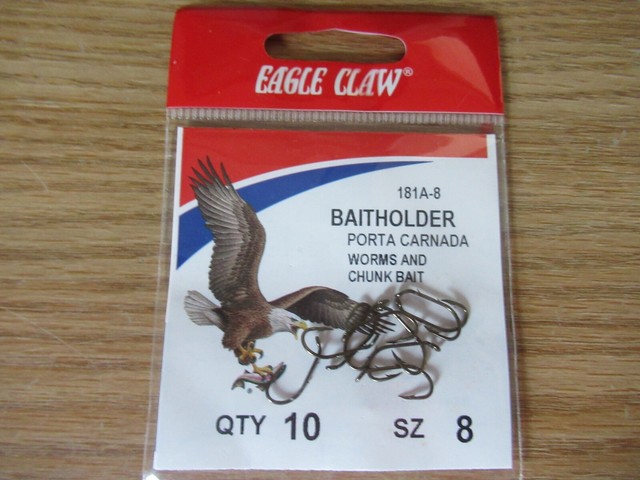 EAGLE CLAW®
181A-8
BAITHOLDER
PORTA CARNADA
WORMS AND
CHUNK BAIT
QTY 10 SZ 8